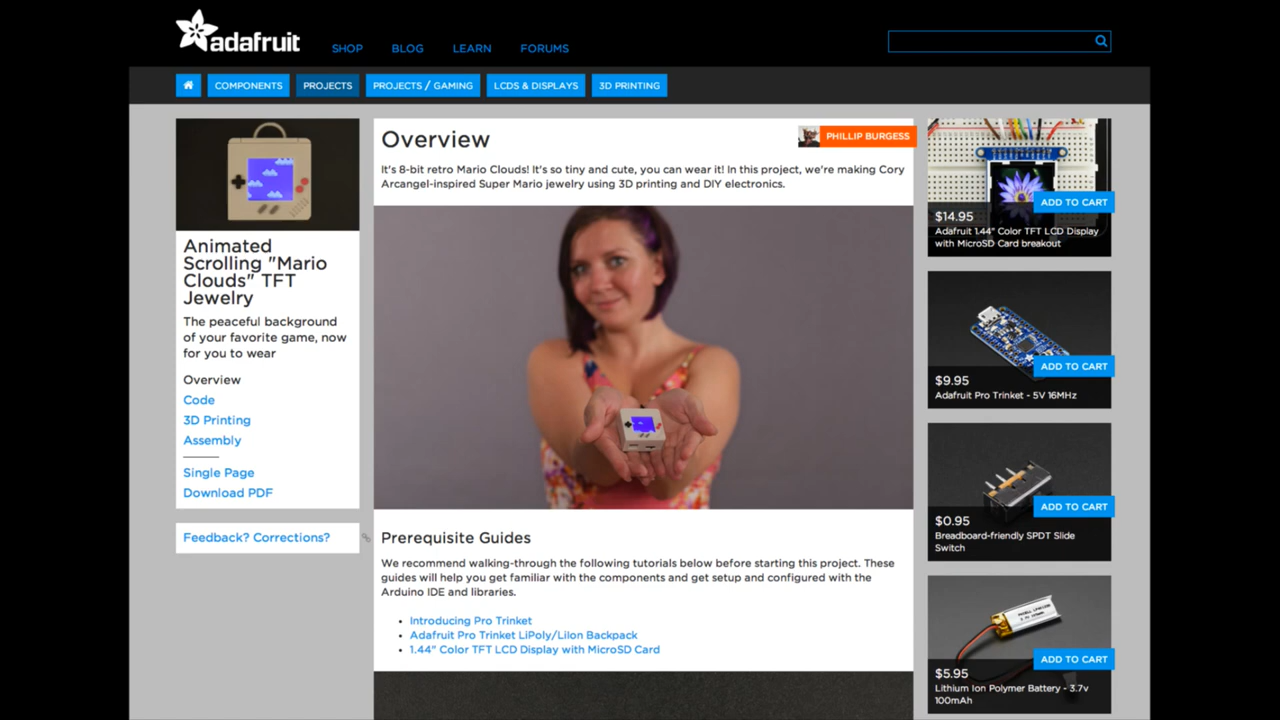 adafruit
SHOP
BLOG
LEARN
FORUMS
COMPONENTS
PROJECTS
PROJECTS / GAMING
LCDS & DISPLAYS
3D PRINTING
Animated
Scrolling "Mario
Clouds" TFT
Jewelry
The peaceful background
of your favorite game, now
for you to wear
Overview
Code
3D Printing
Assembly
Single Page
Download PDF
Feedback? Corrections?
Overview
PHILLIP BURGESS
It's 8-bit retro Mario Clouds! It's so tiny and cute, you can wear it! In this project, we're making Cory
Arcangel-inspired Super Mario jewelry using 3D printing and DIY electronics.
Prerequisite Guides
We recommend walking-through the following tutorials below before starting this project. These
guides will help you get familiar with the components and get setup and configured with the
Arduino IDE and libraries.
Introducing Pro Trinket
Adafruit Pro Trinket LiPoly/LiIon Backpack
1.44" Color TFT LCD Display with MicroSD Card
ADD TO CART
$14.95
Adafruit 1.44" Color TFT LCD Display
with MicroSD Card breakout
ADD TO CART
$9.95
Adafruit Pro Trinket - 5V 16MHz
ADD TO CART
$0.95
Breadboard-friendly SPDT Slide
Switch
ADD TO CART
$5.95
Lithium Ion Polymer Battery - 3.7v
100mAh